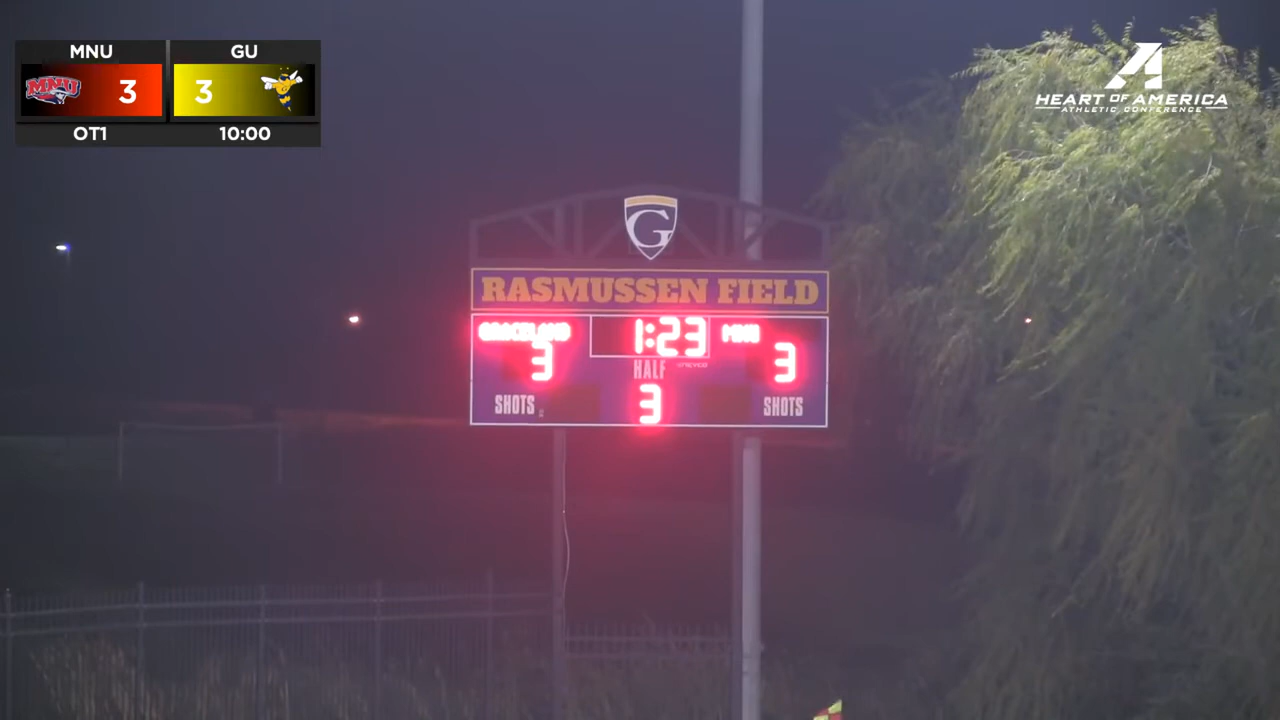 MNU GU
MNU 3 3
OT1 10:00
HEART OF AMERICA
ATHLETIC CONFERENCE
G
RASMUSSEN FIELD
GRACELAND 1:23 MNU
3 HALF 3
SHOTS 3 SHOTS